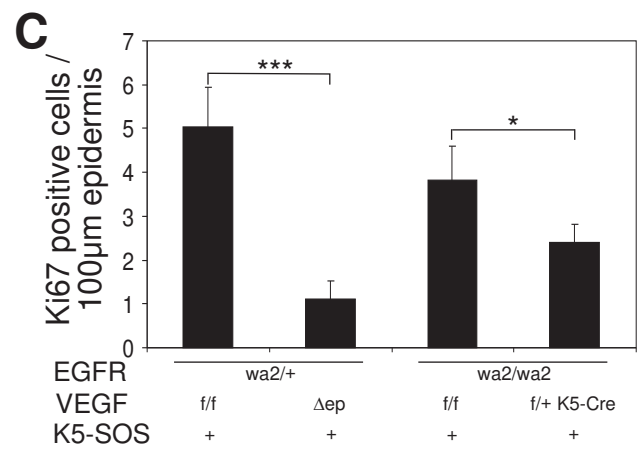 C
Ki67 positive cells /
100µm epidermis
7
6
5
4
3
2
1
0
***
*
EGFR wa2/+ wa2/wa2
VEGF f/f Δep f/f f/+ K5-Cre
K5-SOS + + + +